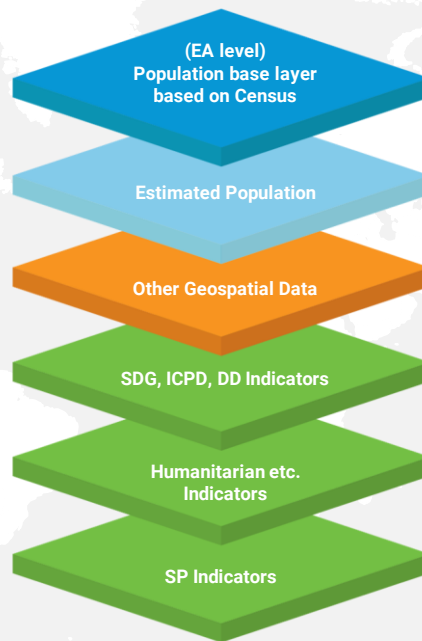 (EA level)
Population base layer
based on Census
Estimated Population
Other Geospatial Data
SDG, ICPD, DD Indicators
Humanitarian etc.
Indicators
SP Indicators